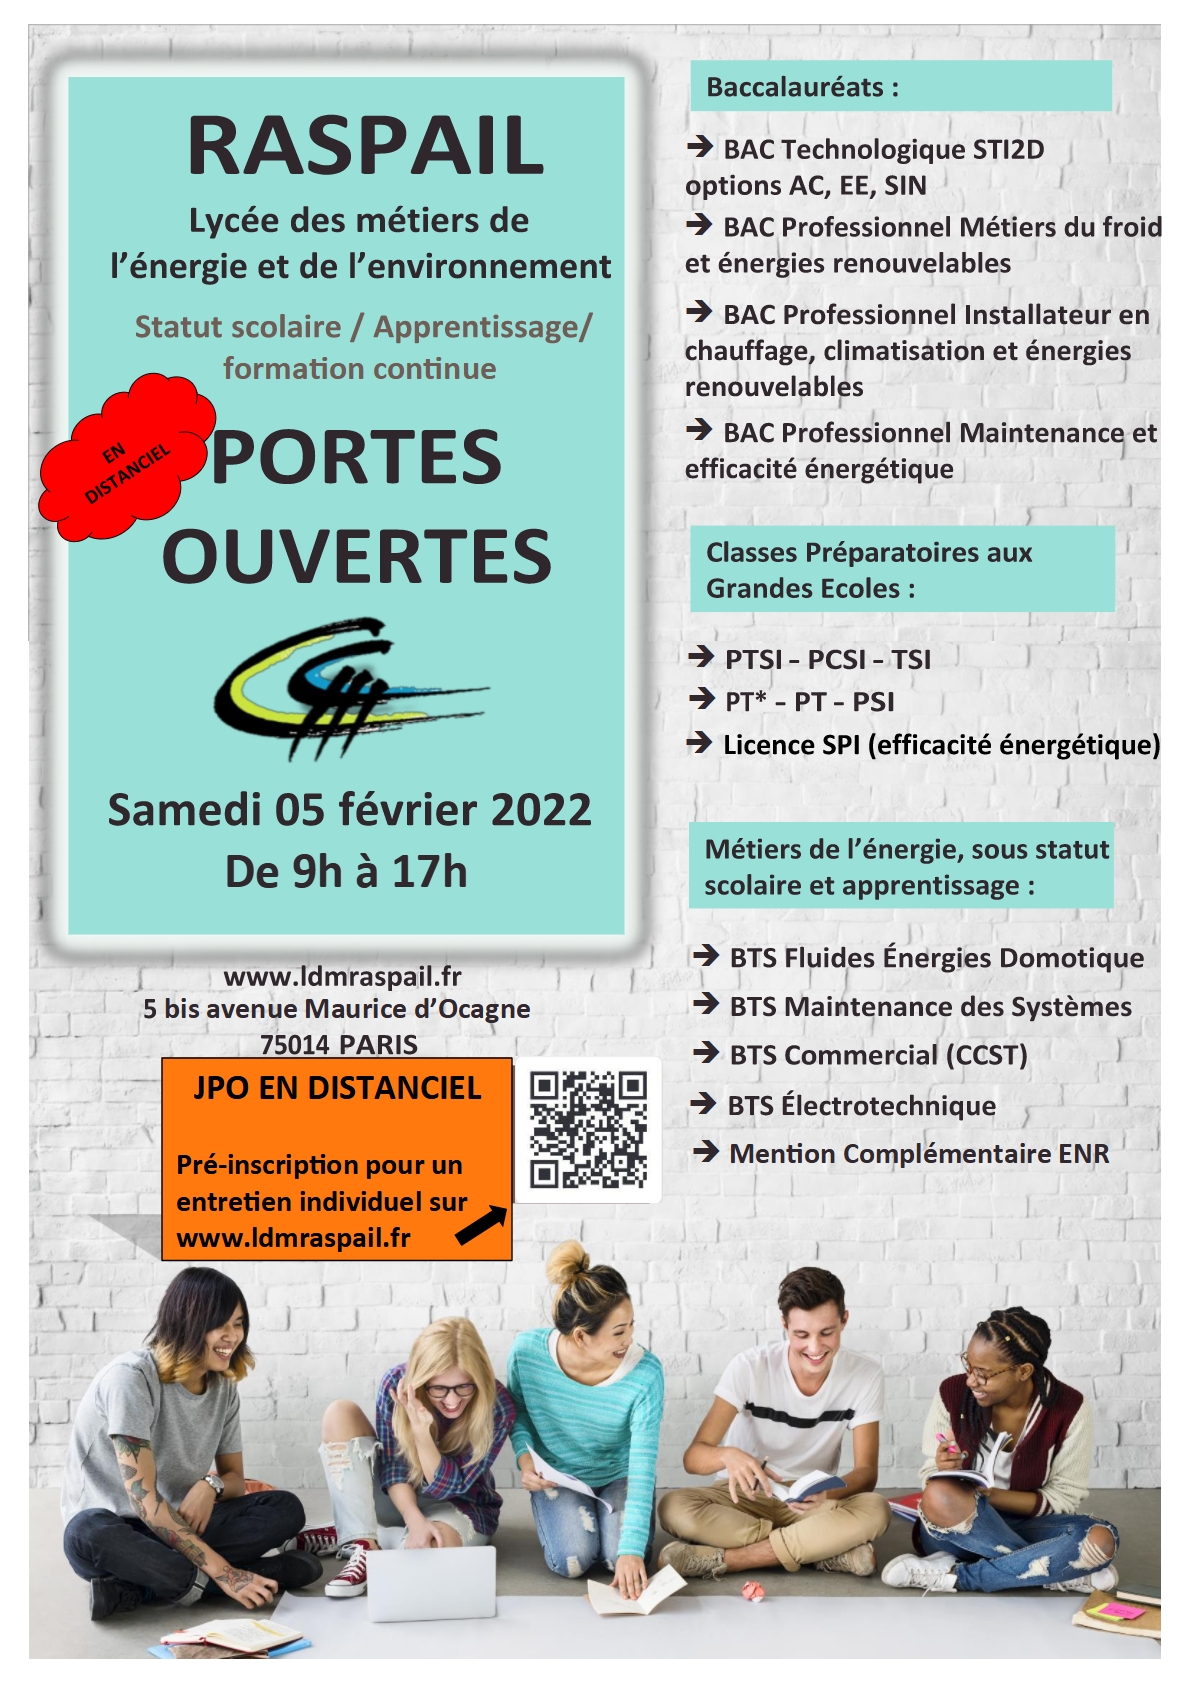 RASPAIL
Lycée des métiers de
l'énergie et de l'environnement
Statut scolaire / Apprentissage/
formation continue
EN
DISTANCIEL
PORTES
OUVERTES
Samedi 05 février 2022
De 9h à 17h
www.ldmraspail.fr
5 bis avenue Maurice d'Ocagne
75014 PARIS
JPO EN DISTANCIEL
Pré-inscription pour un
entretien individuel sur
www.ldmraspail.fr
Baccalauréats :
➔ BAC Technologique STI2D
options AC, EE, SIN
➔ BAC Professionnel Métiers du froid
et énergies renouvelables
➔ BAC Professionnel Installateur en
chauffage, climatisation et énergies
renouvelables
➔ BAC Professionnel Maintenance et
efficacité énergétique
Classes Préparatoires aux
Grandes Ecoles :
➔ PTSI – PCSI – TSI
➔ PT* – PT – PSI
➔ Licence SPI (efficacité énergétique)
Métiers de l'énergie, sous statut
scolaire et apprentissage :
➔ BTS Fluides Énergies Domotique
➔ BTS Maintenance des Systèmes
➔ BTS Commercial (CCST)
➔ BTS Électrotechnique
➔ Mention Complémentaire ENR